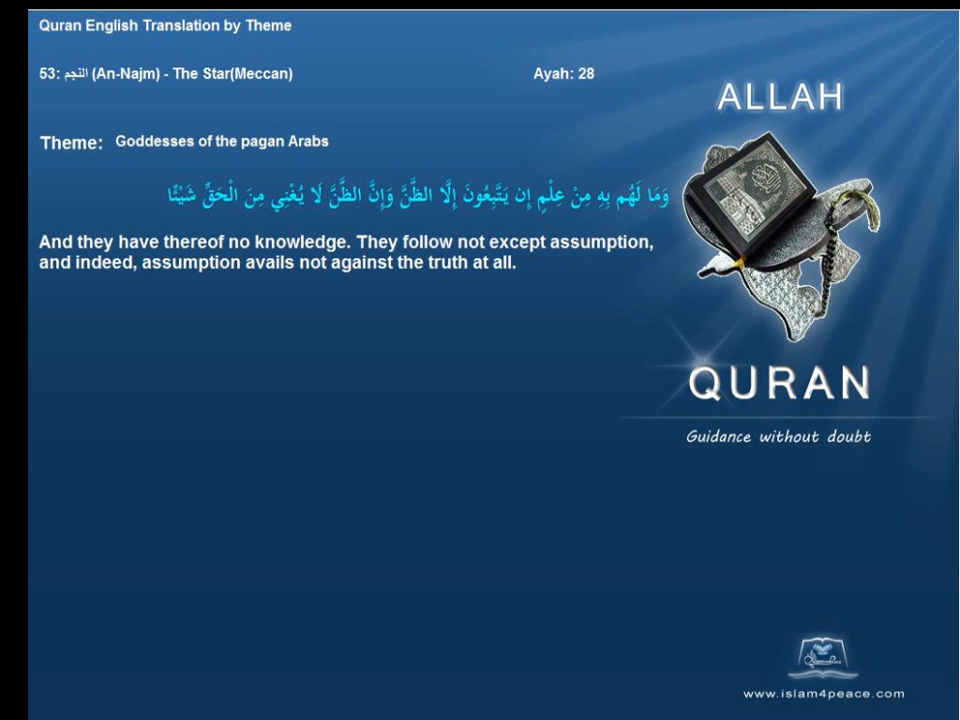 Quran English Translation by Theme
53: النجم (An-Najm) - The Star(Meccan) Ayah: 28
ALLAH
Theme: Goddesses of the pagan Arabs
وَمَا لَهُم بِهِ مِنْ عِلْمٍ إِن يَتَّبِعُونَ إِلَّا الظَّنَّ وَإِنَّ الظَّنَّ لَا يُغْنِي مِنَ الْحَقِّ شَيْئًا
And they have thereof no knowledge. They follow not except assumption,
and indeed, assumption avails not against the truth at all.
QURAN
Guidance without doubt
www.islam4peace.com